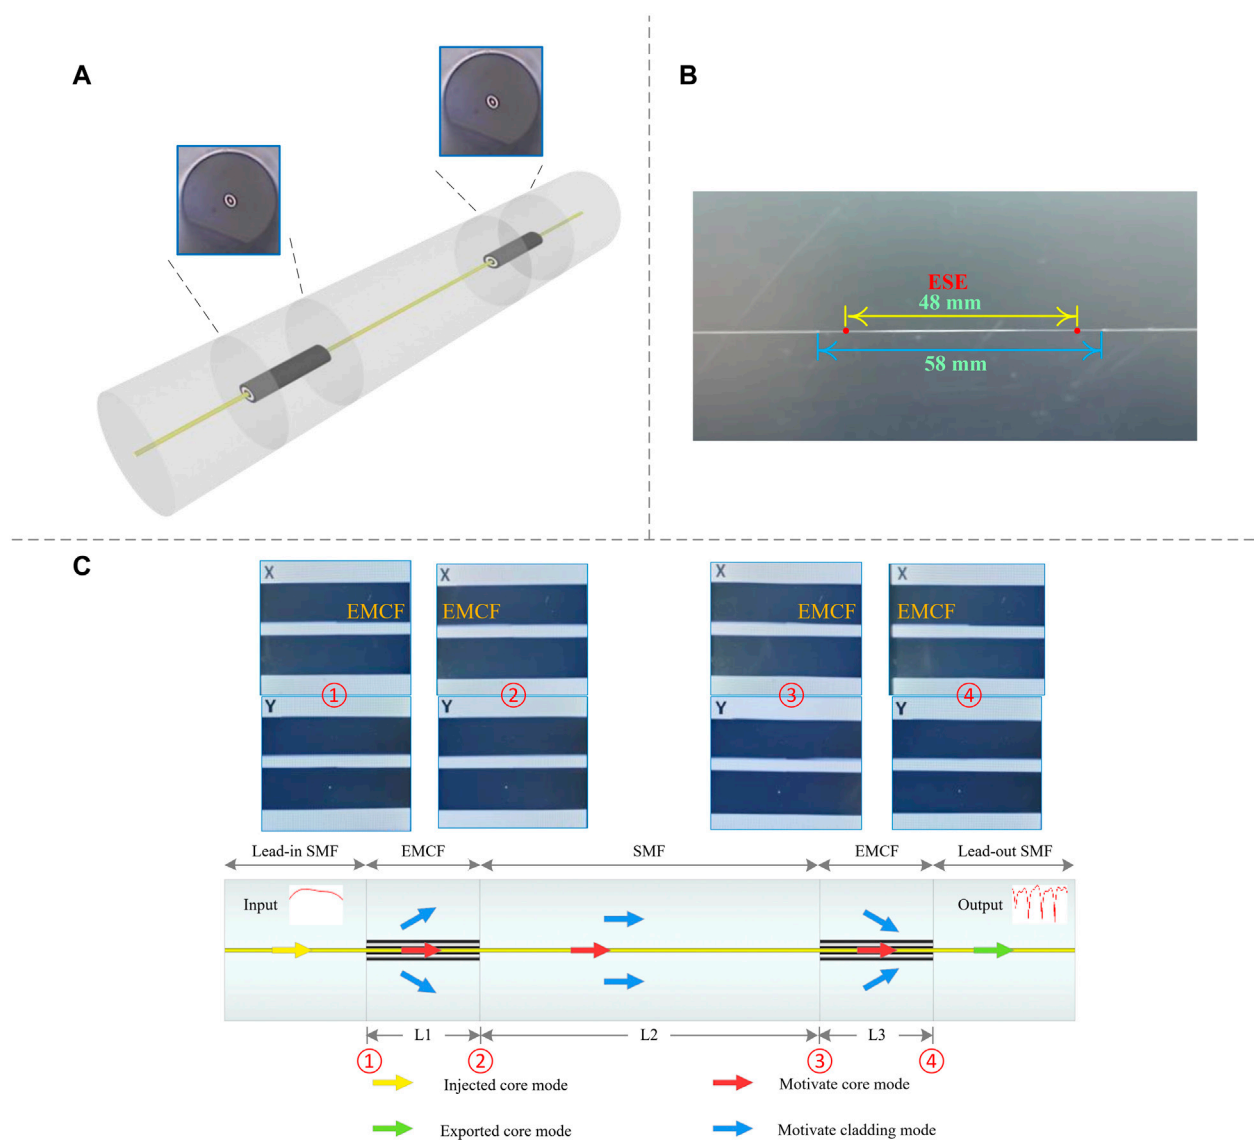 A
B
ESE
48 mm
58 mm
C
X
EMCF
X
EMCF
X
EMCF
X
EMCF
① ② ③ ④
Y
Y
Y
Y
Lead-in SMF EMCF SMF EMCF Lead-out SMF
Input
Output
L1 L2 L3
① ② ③ ④
Injected core mode
Motivate core mode
Exported core mode
Motivate cladding mode